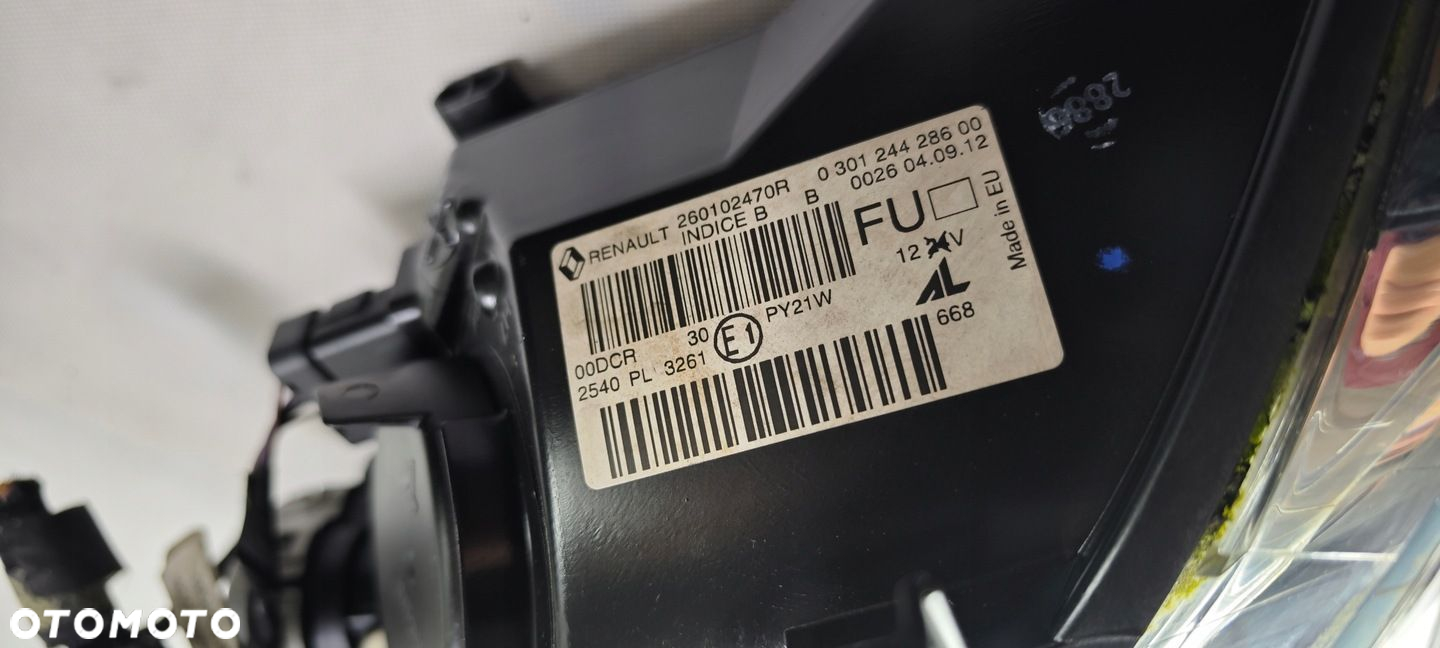 RENAULT 260102470R 0 301 244 286 00
INDICE B B 0026 04.09.12
FU
12 V
Made in EU
AL
668
00DCR 30 E1 PY21W
2540 PL 3261
OTOMOTO